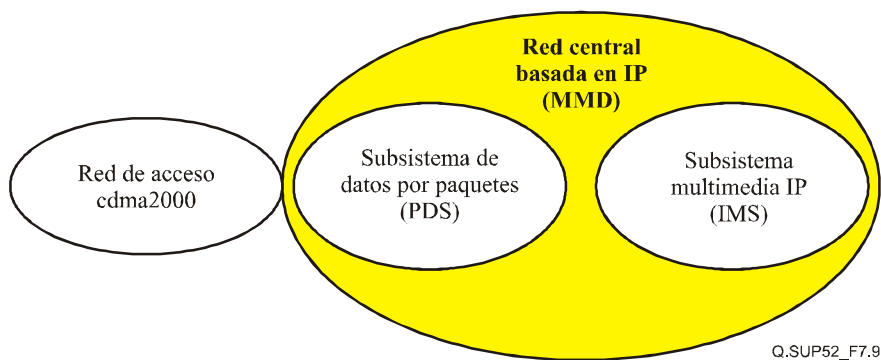 Red central
basada en IP
(MMD)
Red de acceso
cdma2000
Subsistema de
datos por paquetes
(PDS)
Subsistema
multimedia IP
(IMS)
Q.SUP52_F7.9